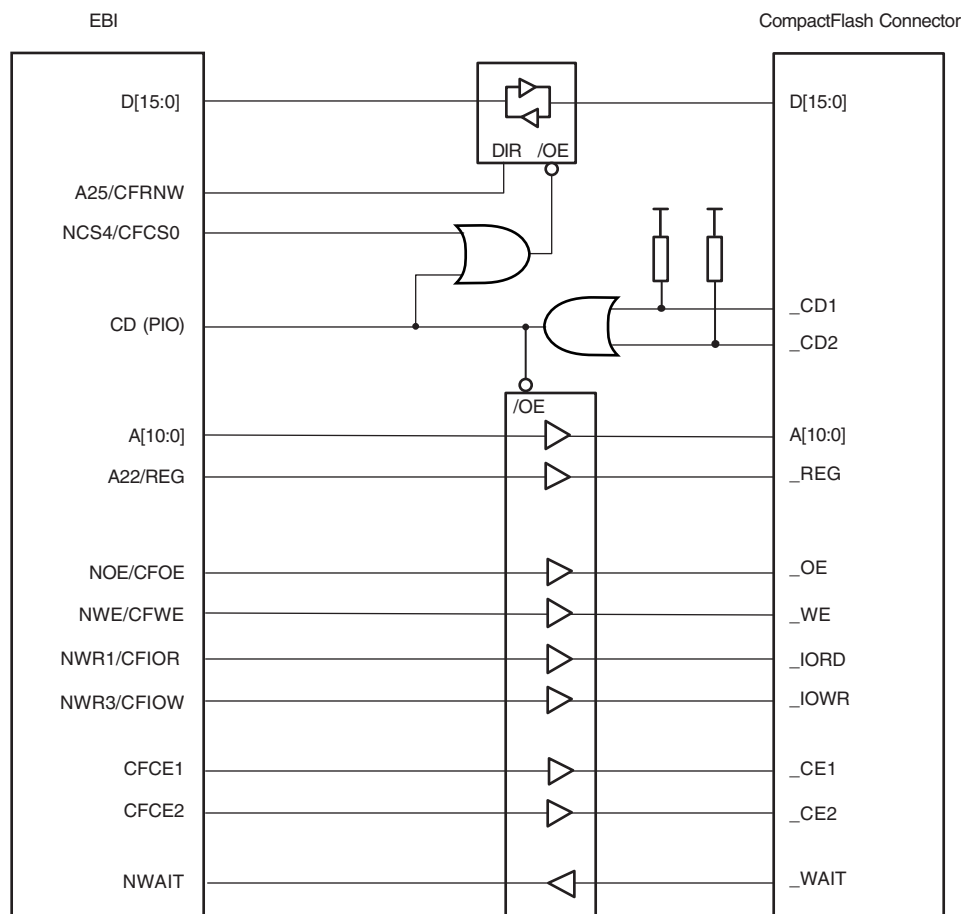 EBI CompactFlash Connector
D[15:0] D[15:0]
DIR /OE
A25/CFRNW
NCS4/CFCS0
_CD1
CD (PIO)
_CD2
/OE
A[10:0] A[10:0]
A22/REG _REG
NOE/CFOE _OE
NWE/CFWE _WE
NWR1/CFIOR _IORD
NWR3/CFIOW _IOWR
CFCE1 _CE1
CFCE2 _CE2
NWAIT _WAIT